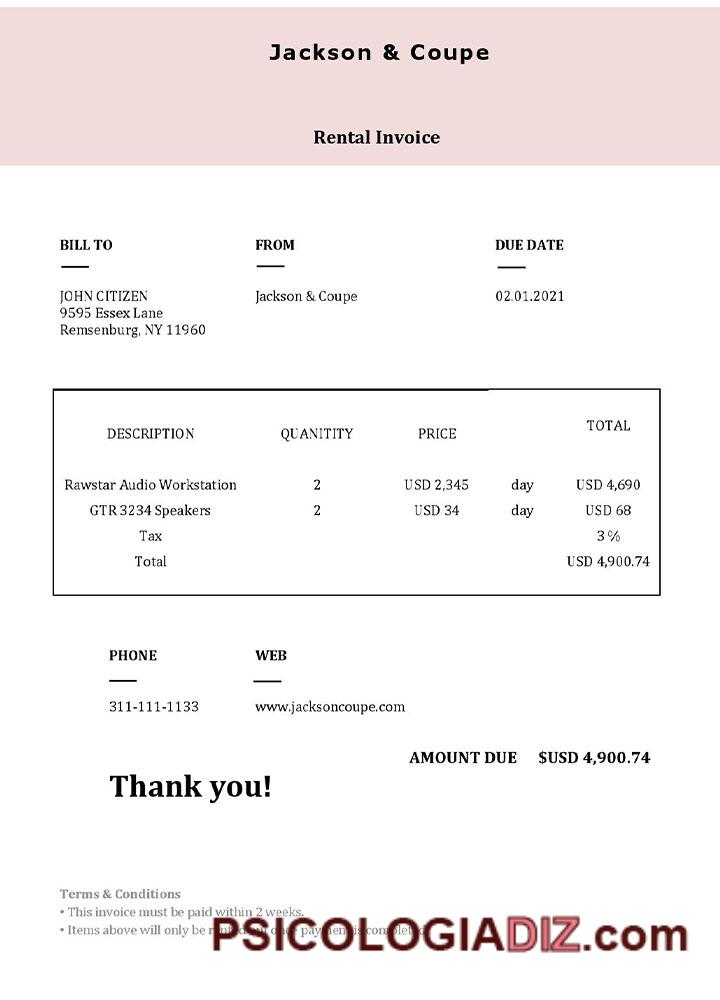 Jackson & Coupe
Rental Invoice
BILL TO
FROM
DUE DATE
JOHN CITIZEN
9595 Essex Lane
Remsenburg, NY 11960
Jackson & Coupe
02.01.2021
DESCRIPTION QUANITITY PRICE TOTAL
Rawstar Audio Workstation 2 USD 2,345 day USD 4,690
GTR 3234 Speakers 2 USD 34 day USD 68
Tax 3%
Total USD 4,900.74
PHONE
WEB
311-111-1133
www.jacksoncoupe.com
AMOUNT DUE $USD 4,900.74
Thank you!
Terms & Conditions
• This invoice must be paid within 2 weeks.
• Items above will only be rented out once payment is completed
PSICOLOGIADIZ.com